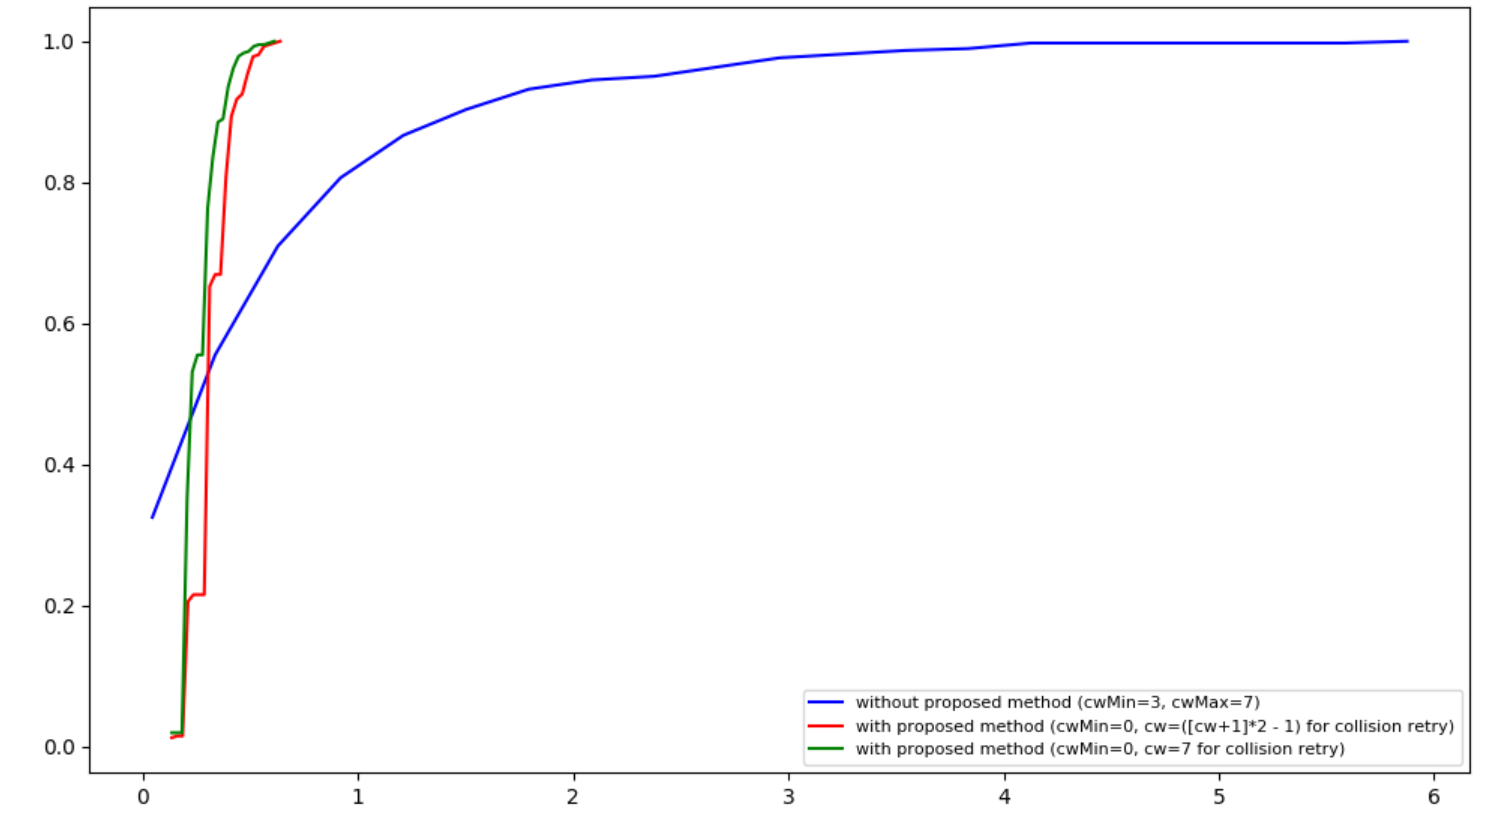 1.0
0.8
0.6
0.4
0.2
0.0
without proposed method (cwMin=3, cwMax=7)
with proposed method (cwMin=0, cw=([cw+1]*2 - 1) for collision retry)
with proposed method (cwMin=0, cw=7 for collision retry)
0 1 2 3 4 5 6